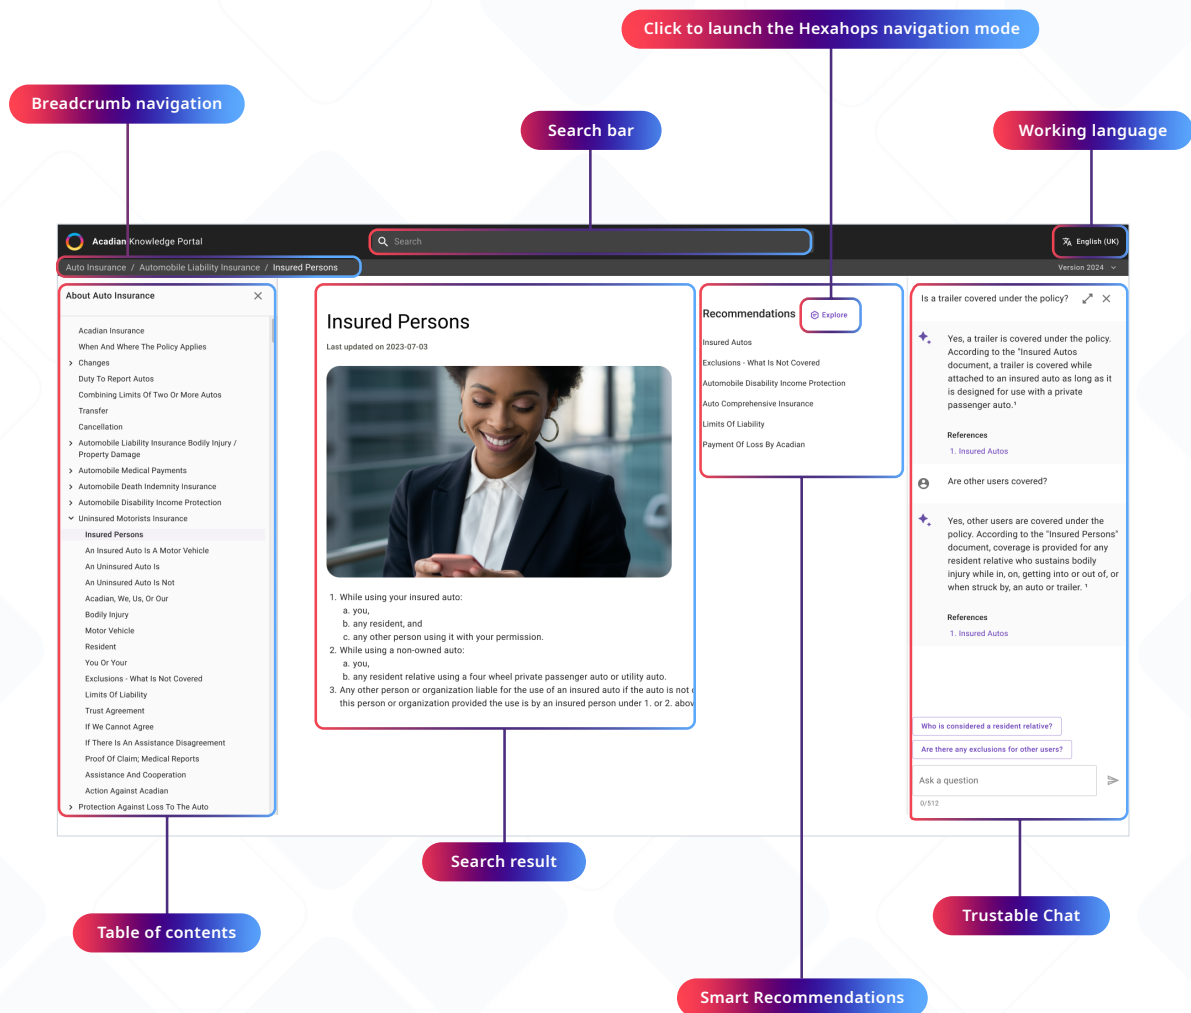 Click to launch the Hexahops navigation mode
Breadcrumb navigation
Search bar
Working language
Acadian Knowledge Portal
Search
English (UK)
Auto Insurance / Automobile Liability Insurance / Insured Persons
Version 2024
About Auto Insurance
Acadian Insurance
When And Where The Policy Applies
Changes
Duty To Report Autos
Combining Limits Of Two Or More Autos
Transfer
Cancellation
Automobile Liability Insurance Bodily Injury /
Property Damage
Automobile Medical Payments
Automobile Death Indemnity Insurance
Automobile Disability Income Protection
Uninsured Motorists Insurance
Insured Persons
An Insured Auto Is A Motor Vehicle
An Uninsured Auto Is
An Uninsured Auto Is Not
Acadian, We, Us, Or Our
Bodily Injury
Motor Vehicle
Resident
You Or Your
Exclusions - What Is Not Covered
Limits Of Liability
Trust Agreement
If We Cannot Agree
If There Is An Assistance Disagreement
Proof Of Claim; Medical Reports
Assistance And Cooperation
Action Against Acadian
Protection Against Loss To The Auto
Insured Persons
Last updated on 2023-07-03
1. While using your insured auto:
a. you,
b. any resident, and
c. any other person using it with your permission.
2. While using a non-owned auto:
a. you,
b. any resident relative using a four wheel private passenger auto or utility auto.
3. Any other person or organization liable for the use of an insured auto if the auto is not
this person or organization provided the use is by an insured person under 1. or 2. abov
Recommendations
Explore
Insured Autos
Exclusions - What Is Not Covered
Automobile Disability Income Protection
Auto Comprehensive Insurance
Limits Of Liability
Payment Of Loss By Acadian
Is a trailer covered under the policy?
Yes, a trailer is covered under the policy.
According to the "Insured Autos
document, a trailer is covered while
attached to an insured auto as long as it
is designed for use with a private
passenger auto.¹
References
1. Insured Autos
Are other users covered?
Yes, other users are covered under the
policy. According to the "Insured Persons"
document, coverage is provided for any
resident relative who sustains bodily
injury while in, on, getting into or out of, or
when struck by, an auto or trailer. ¹
References
1. Insured Autos
Who is considered a resident relative?
Are there any exclusions for other users?
Ask a question
0/512
Search result
Table of contents
Trustable Chat
Smart Recommendations